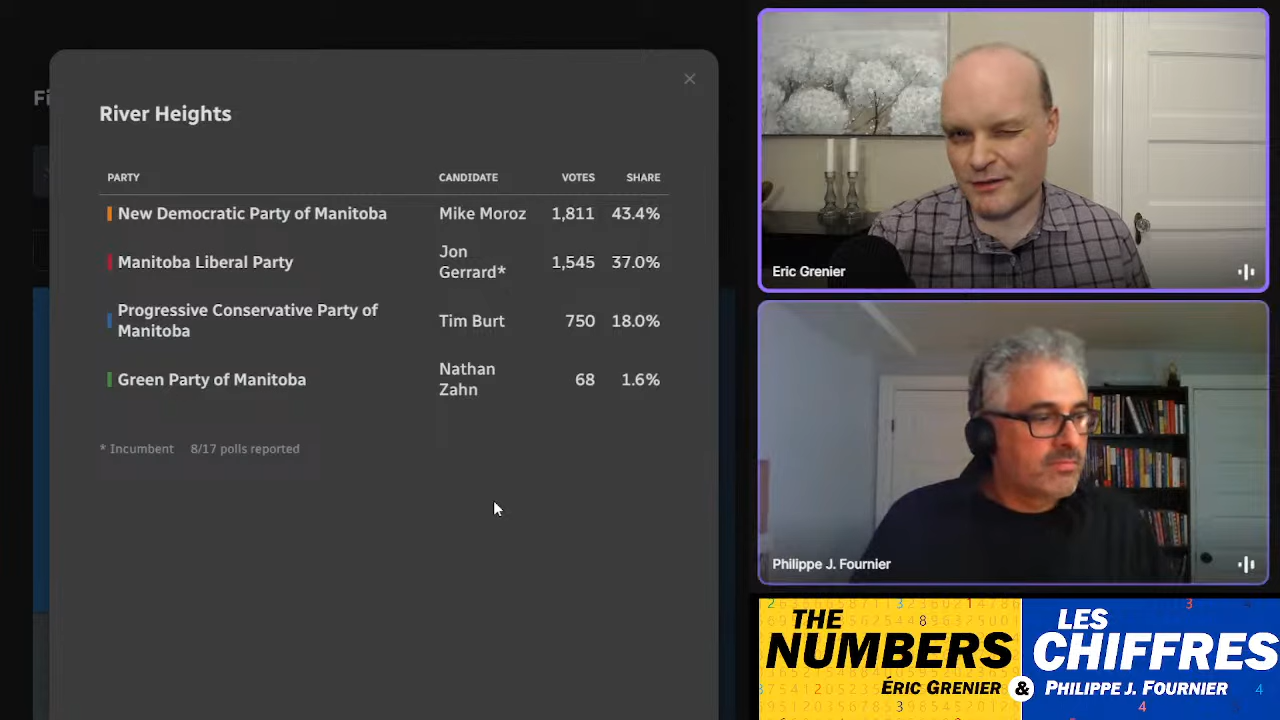 Fi
River Heights
PARTY CANDIDATE VOTES SHARE
New Democratic Party of Manitoba Mike Moroz 1,811 43.4%
Manitoba Liberal Party Jon Gerrard* 1,545 37.0%
Progressive Conservative Party of Manitoba Tim Burt 750 18.0%
Green Party of Manitoba Nathan Zahn 68 1.6%
* Incumbent 8/17 polls reported
Eric Grenier
Philippe J. Fournier
THE NUMBERS
ÉRIC GRENIER
&
LES CHIFFRES
PHILIPPE J. FOURNIER